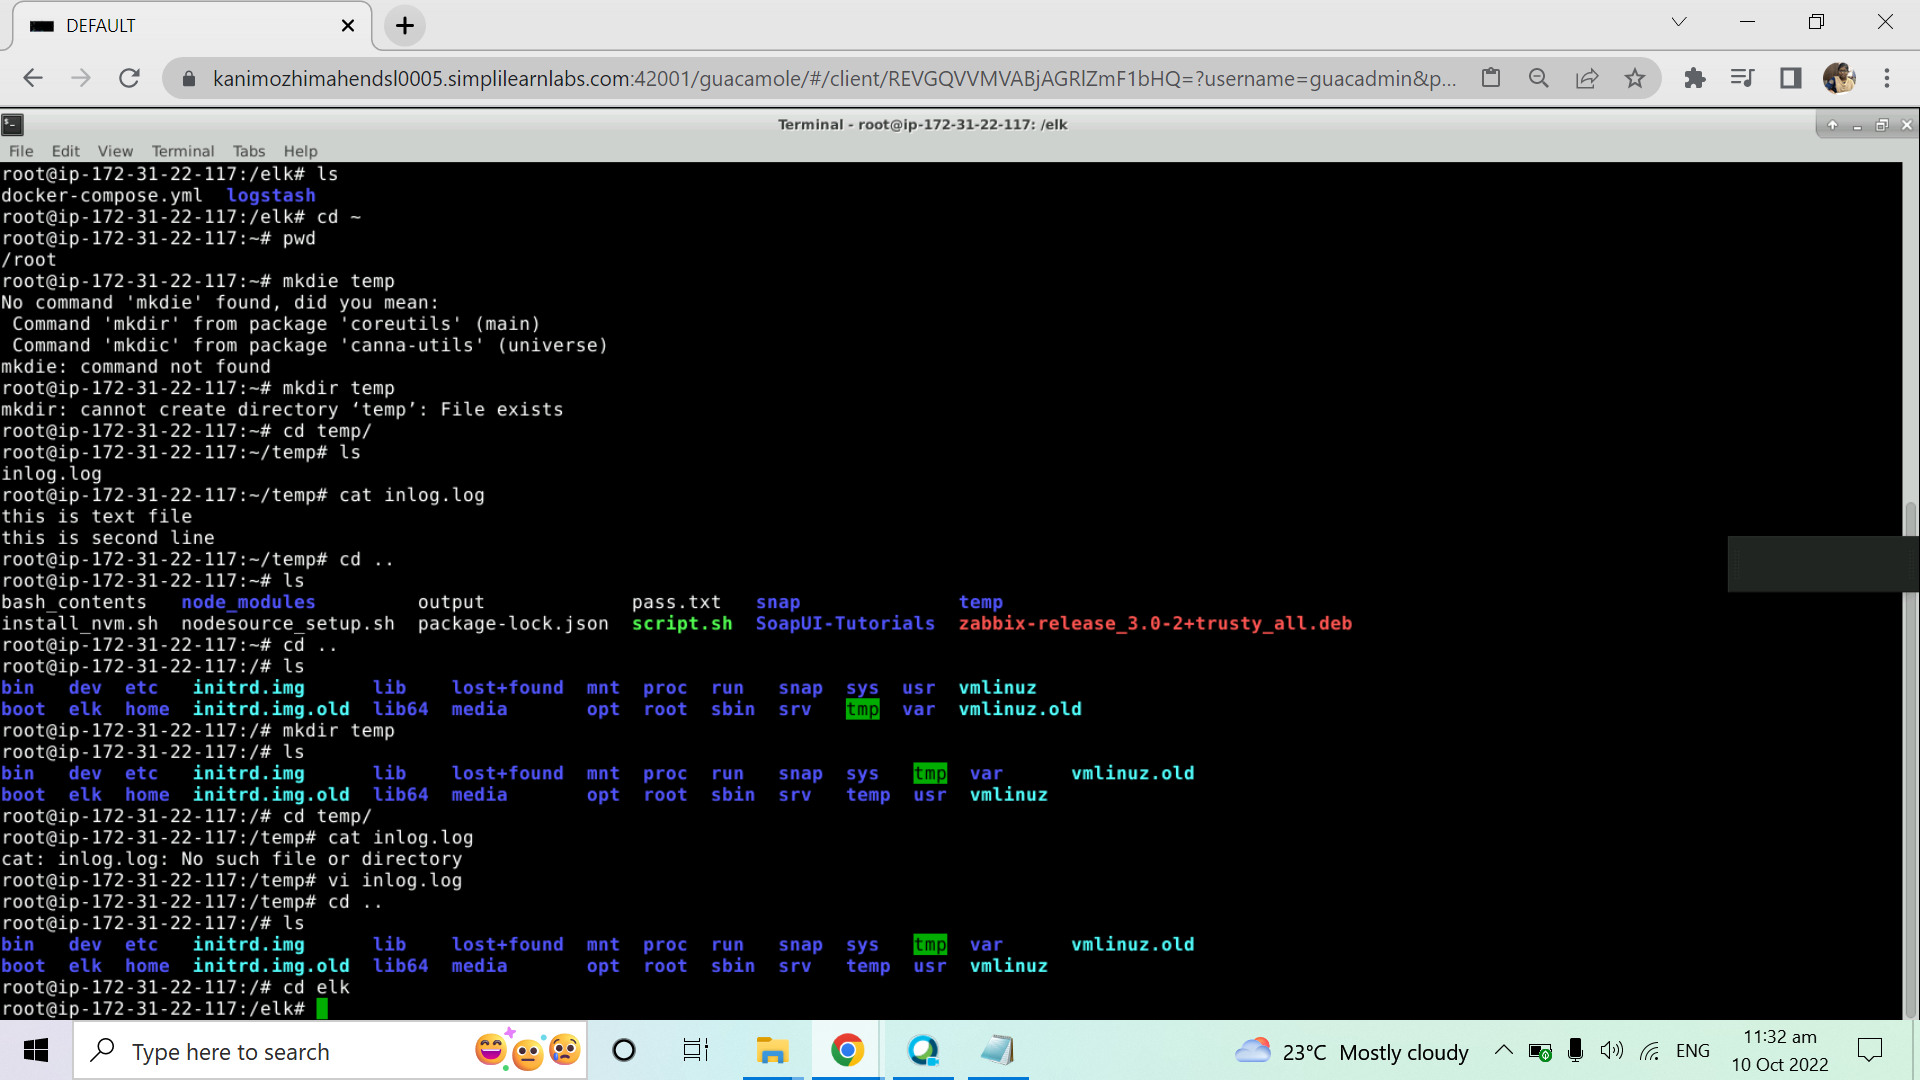 DEFAULT
kanimozhimahendsl0005.simplilearnlabs.com:42001/guacamole/#/client/REVGQVVMVABjAGRlZmF1bHQ=?username=guacadmin&p...
Terminal - root@ip-172-31-22-117: /elk
File Edit View Terminal Tabs Help
root@ip-172-31-22-117:/elk# ls
docker-compose.yml logstash
root@ip-172-31-22-117:/elk# cd ~
root@ip-172-31-22-117:~# pwd
/root
root@ip-172-31-22-117:~# mkdie temp
No command 'mkdie' found, did you mean:
Command 'mkdir' from package 'coreutils' (main)
Command 'mkdic' from package 'canna-utils' (universe)
mkdie: command not found
root@ip-172-31-22-117:~# mkdir temp
mkdir: cannot create directory ‘temp’: File exists
root@ip-172-31-22-117:~# cd temp/
root@ip-172-31-22-117:~/temp# ls
inlog.log
root@ip-172-31-22-117:~/temp# cat inlog.log
this is text file
this is second line
root@ip-172-31-22-117:~/temp# cd ..
root@ip-172-31-22-117:~# ls
bash_contents node_modules output pass.txt snap temp
install_nvm.sh nodesource_setup.sh package-lock.json script.sh SoapUI-Tutorials zabbix-release_3.0-2+trusty_all.deb
root@ip-172-31-22-117:~# cd ..
root@ip-172-31-22-117:/# ls
bin dev etc initrd.img lib lost+found mnt proc run snap sys usr vmlinuz
boot elk home initrd.img.old lib64 media opt root sbin srv tmp var vmlinuz.old
root@ip-172-31-22-117:/# mkdir temp
root@ip-172-31-22-117:/# ls
bin dev etc initrd.img lib lost+found mnt proc run snap sys tmp var vmlinuz.old
boot elk home initrd.img.old lib64 media opt root sbin srv temp usr vmlinuz
root@ip-172-31-22-117:/# cd temp/
root@ip-172-31-22-117:/temp# cat inlog.log
cat: inlog.log: No such file or directory
root@ip-172-31-22-117:/temp# vi inlog.log
root@ip-172-31-22-117:/temp# cd ..
root@ip-172-31-22-117:/# ls
bin dev etc initrd.img lib lost+found mnt proc run snap sys tmp var vmlinuz.old
boot elk home initrd.img.old lib64 media opt root sbin srv temp usr vmlinuz
root@ip-172-31-22-117:/# cd elk
root@ip-172-31-22-117:/elk#
Type here to search
23°C Mostly cloudy
ENG
11:32 am
10 Oct 2022